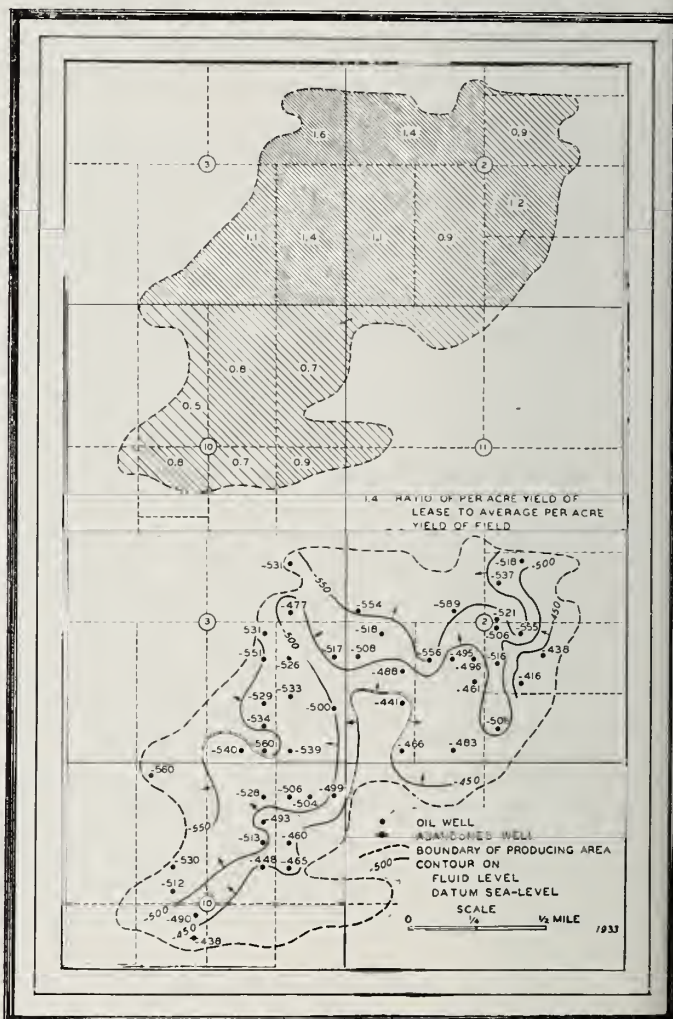 1.6 1.4 0.9
3 2
1.2
1.1 1.4 1.1 0.9
0.8 0.7
0.5
10 11
0.8 0.7 0.9
1.4 RATIO OF PER ACRE YIELD OF
LEASE TO AVERAGE PER ACRE
YIELD OF FIELD
-531 -518 -500
-550 -537
-477 -554 -589 -450
3 -500 -521 2
-531 -518 -506 -555
-551 -526 -517 -508 -556 -495 -516 -438
-488 -496
-533 -461 -416
-529 -500 -441
-534 -50
-540 560 -539 -466 -483
-560 -450
-528 -506 -499
-504
-550 -493
-513 -460 OIL WELL
ABANDONED WELL
BOUNDARY OF PRODUCING AREA
-530 -448 -465 -500 CONTOUR ON
FLUID LEVEL
-512 DATUM SEA-LEVEL
-500 10 SCALE
-490 0 1/4 1/2 MILE
-450 1933
-438